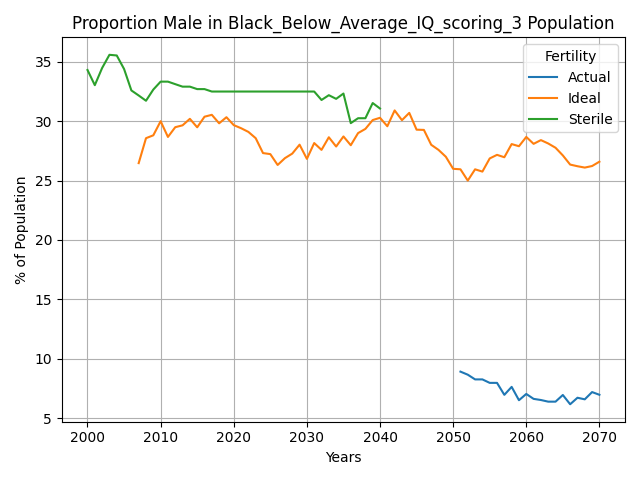 Proportion Male in Black_Below_Average_IQ_scoring_3 Population
Fertility
Actual
Ideal
Sterile
% of Population
35
30
25
20
15
10
5
2000 2010 2020 2030 2040 2050 2060 2070
Years